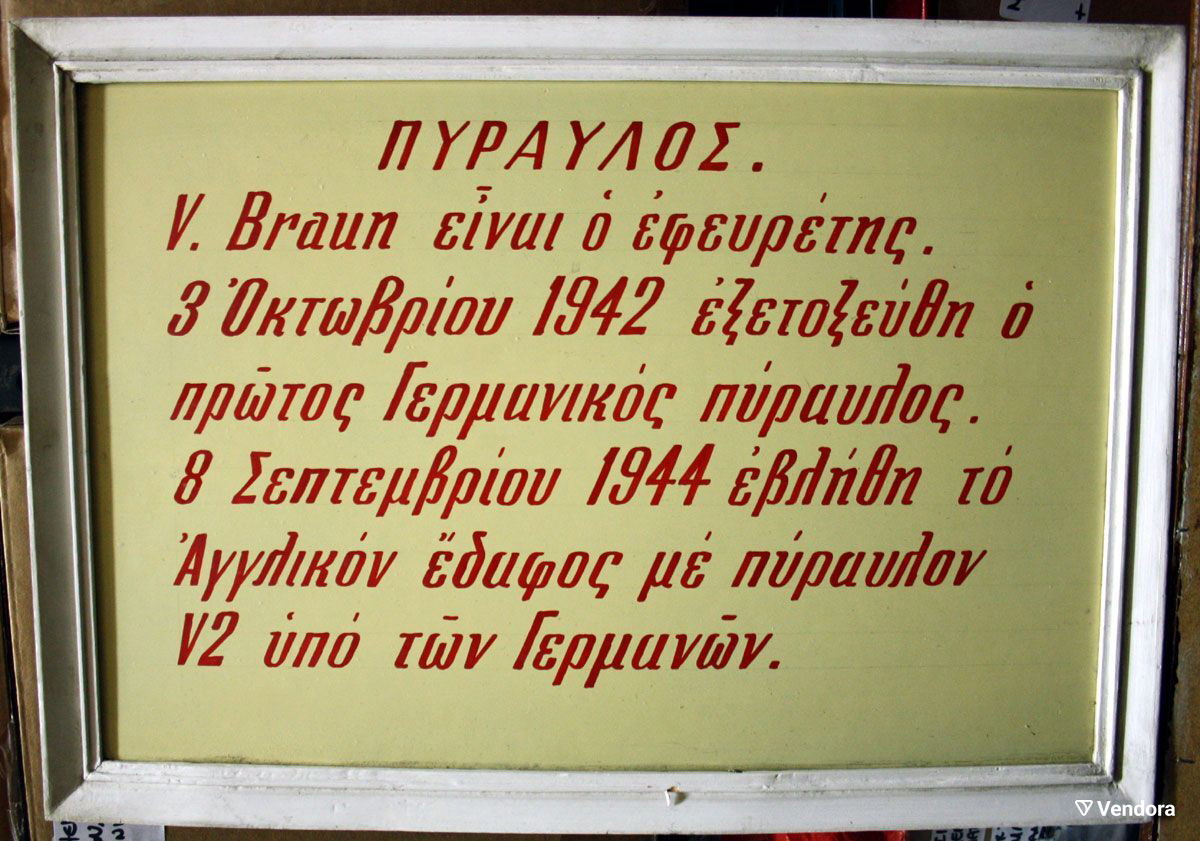 ΠΥΡΑΥΛΟΣ.
V. Braun εἶναι ὁ ἐφευρέτης.
3 Ὀκτωβρίου 1942 ἐξετοξεύθη ὁ
πρῶτος Γερμανικός πύραυλος.
8 Σεπτεμβρίου 1944 ἐβλήθη τό
Ἀγγλικόν ἔδαφος μέ πύραυλον
V2 ὑπό τῶν Γερμανῶν.
Vendora